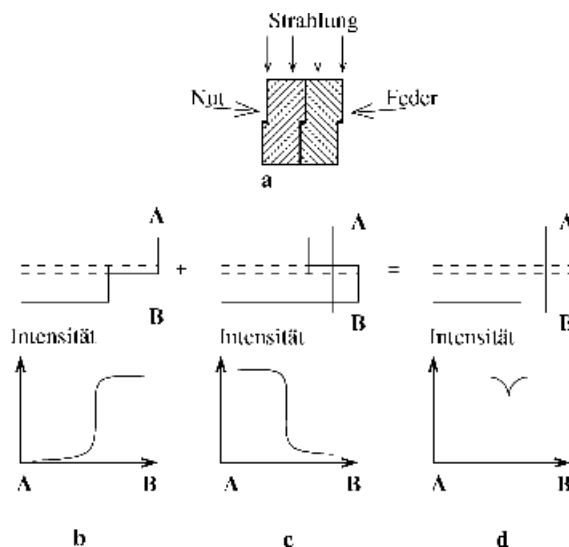 Strahlung
Nut Feder
a
A A A
+ =
B B B
Intensität Intensität Intensität
A B A B A B
b c d